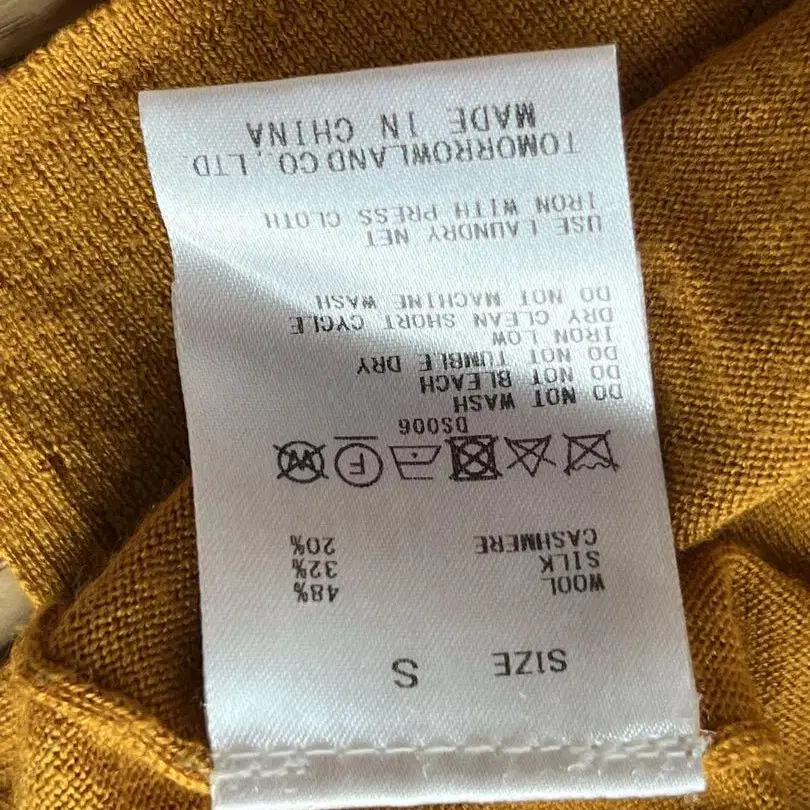 SIZE S
WOOL 48%
SILK 32%
CASHMERE 20%
F W
DS006
DO NOT WASH
DO NOT BLEACH
DO NOT TUMBLE DRY
IRON LOW
DRY CLEAN SHORT CYCLE
DO NOT MACHINE WASH
USE LAUNDRY NET
IRON WITH PRESS CLOTH
TOMORROWLAND CO., LTD.
MADE IN CHINA